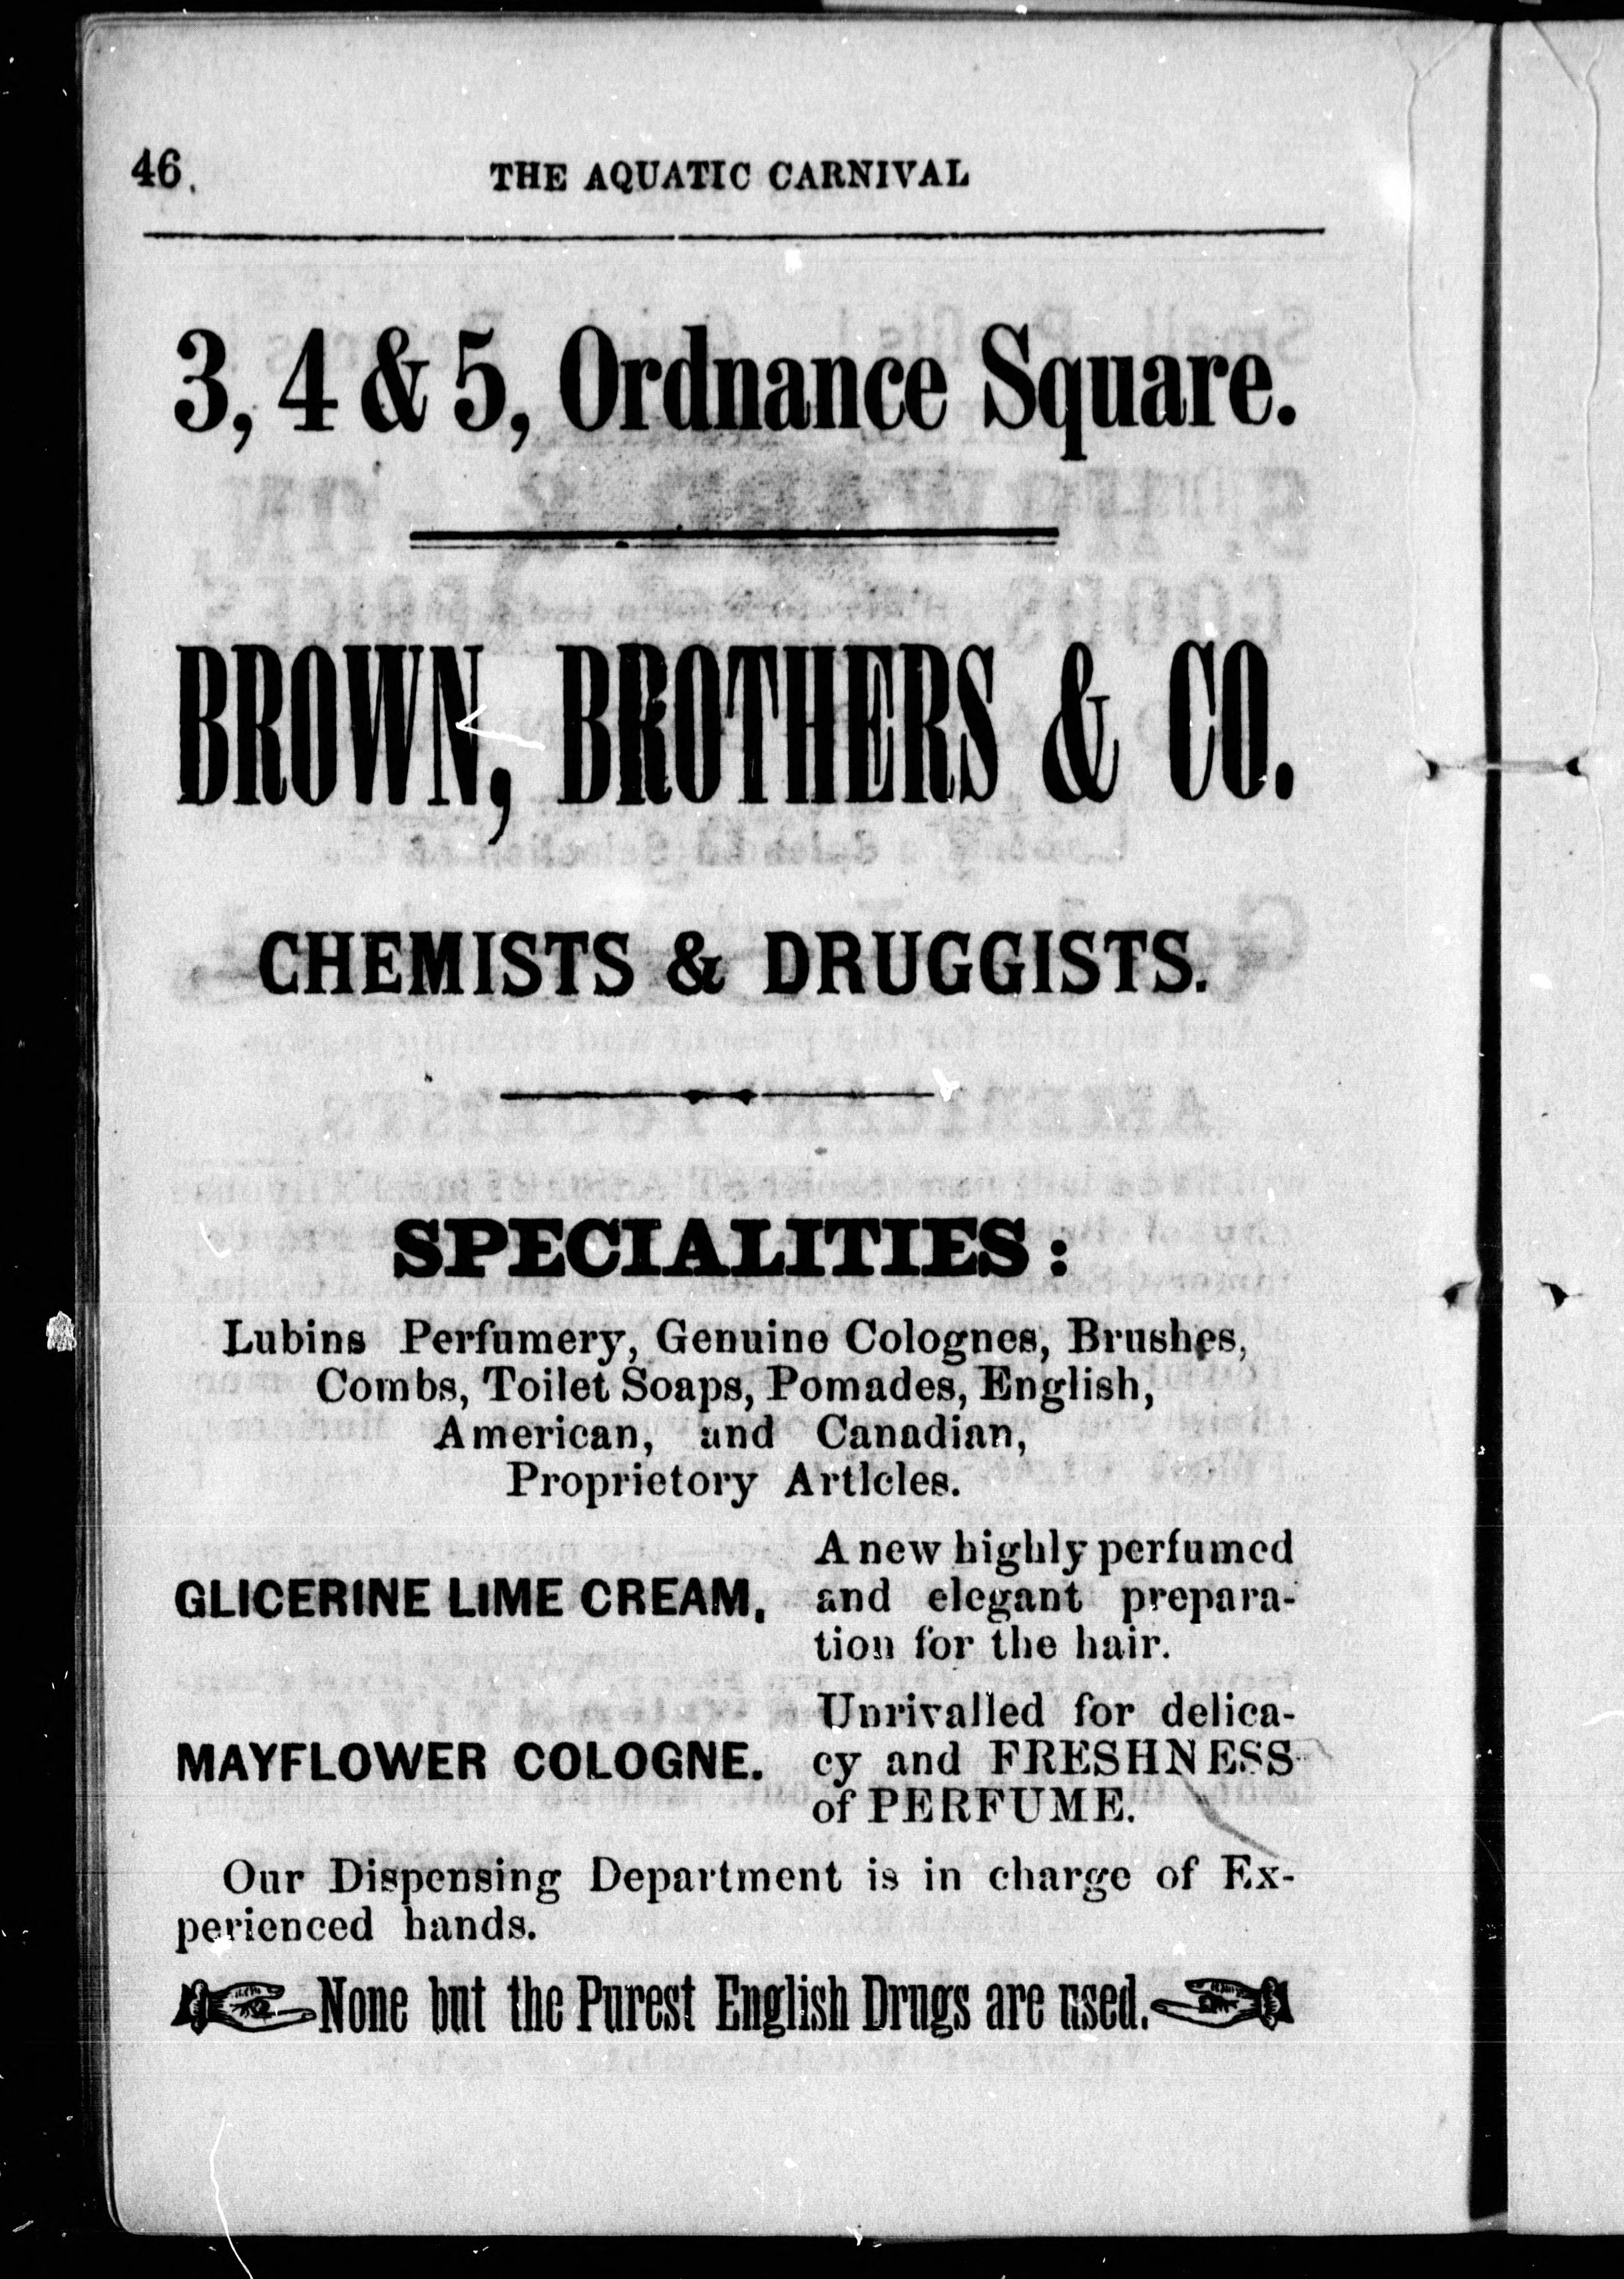 46.
THE AQUATIC CARNIVAL
3, 4 & 5, Ordnance Square.
BROWN, BROTHERS & CO.
CHEMISTS & DRUGGISTS.
SPECIALITIES:
Lubins Perfumery, Genuine Colognes, Brushes,
Combs, Toilet Soaps, Pomades, English,
American, and Canadian,
Proprietory Artlcles.
GLICERINE LIME CREAM,
A new highly perfumed
and elegant prepara-
tion for the hair.
MAYFLOWER COLOGNE.
Unrivalled for delica-
cy and FRESHNESS
of PERFUME.
Our Dispensing Department is in charge of Ex-
perienced hands.
None but the Purest English Drugs are used.